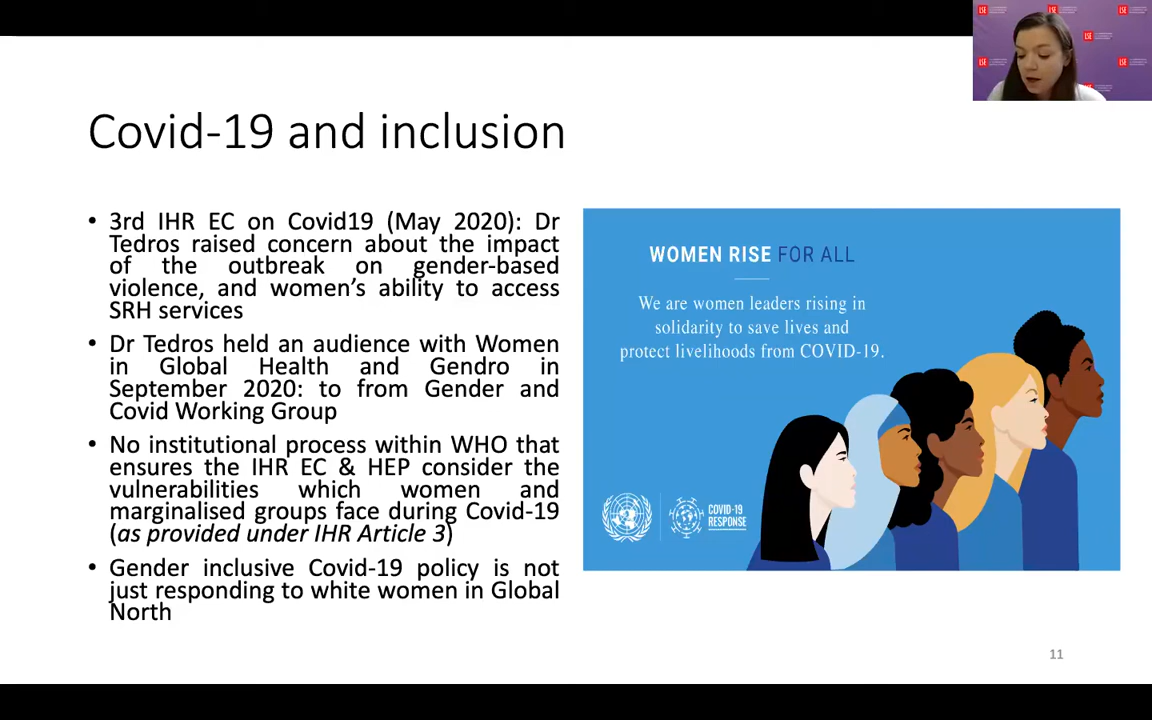 Covid-19 and inclusion
• 3rd IHR EC on Covid19 (May 2020): Dr
Tedros raised concern about the impact
of the outbreak on gender-based
violence, and women's ability to access
SRH services
• Dr Tedros held an audience with Women
in Global Health and Gendro in
September 2020: to from Gender and
Covid Working Group
• No institutional process within WHO that
ensures the IHR EC & HEP consider the
vulnerabilities which women and
marginalised groups face during Covid-19
(as provided under IHR Article 3)
• Gender inclusive Covid-19 policy is not
just responding to white women in Global
North
WOMEN RISE FOR ALL
We are women leaders rising in
solidarity to save lives and
protect livelihoods from COVID-19.
COVID-19
RESPONSE
11
LSE
LSE
LSE
LSE
LSE
LSE